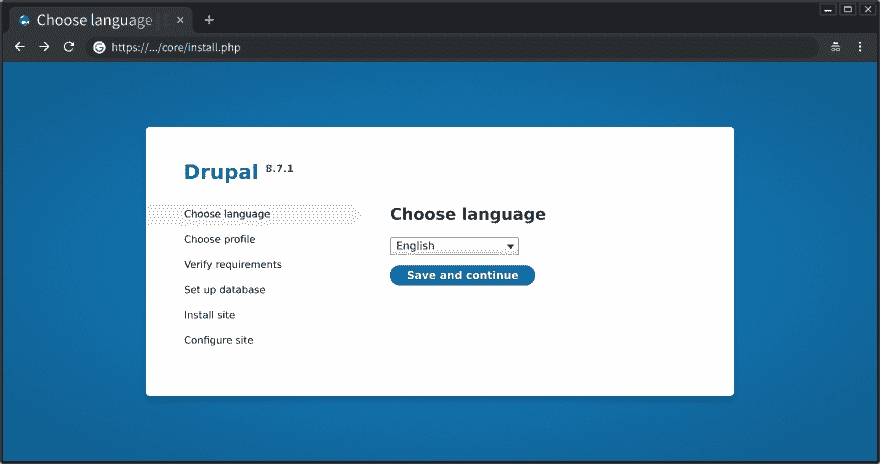 Choose language
https://.../core/install.php
Drupal 8.7.1
Choose language
Choose profile
Verify requirements
Set up database
Install site
Configure site
Choose language
English
Save and continue